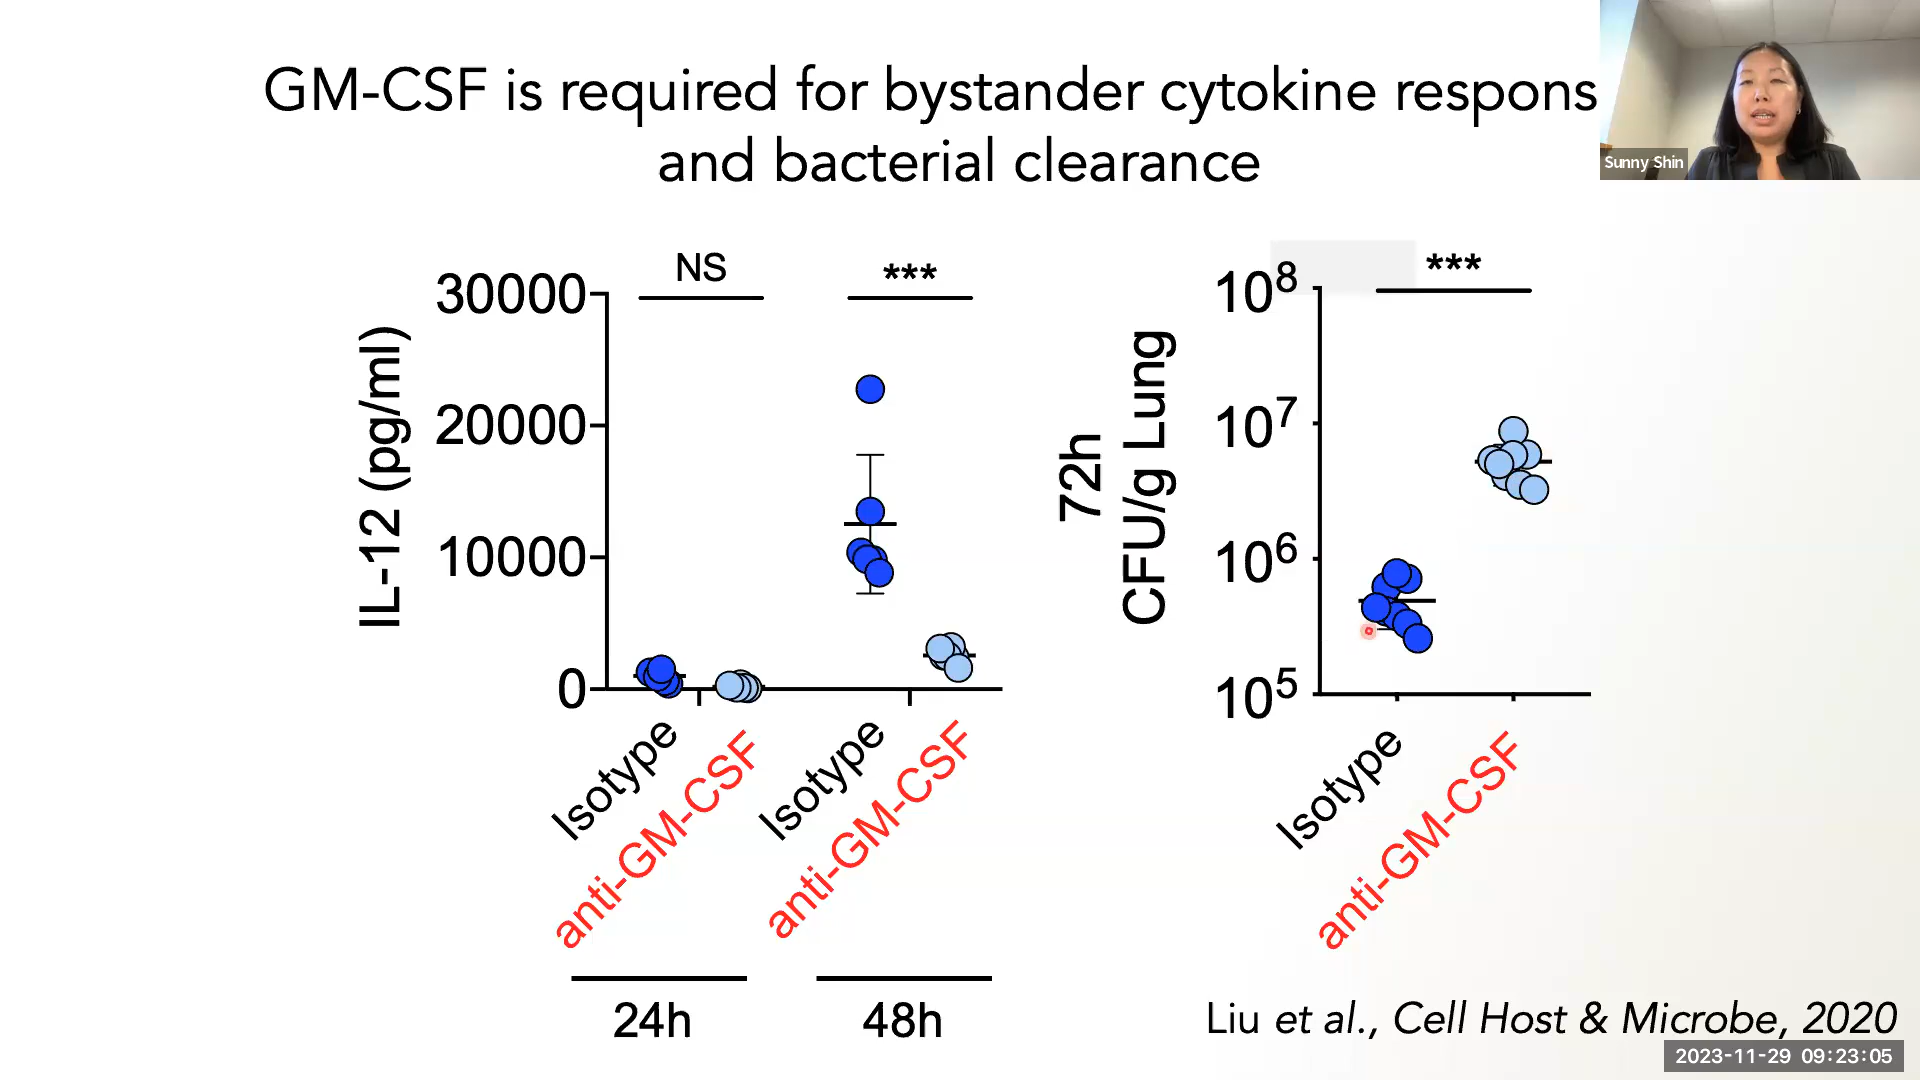 GM-CSF is required for bystander cytokine respons
and bacterial clearance
Sunny Shin
NS
***
30000
20000
10000
0
IL-12 (pg/ml)
Isotype
anti-GM-CSF
Isotype
anti-GM-CSF
24h
48h
***
10⁸
10⁷
10⁶
10⁵
72h
CFU/g Lung
Isotype
anti-GM-CSF
Liu et al., Cell Host & Microbe, 2020
2023-11-29 09:23:05